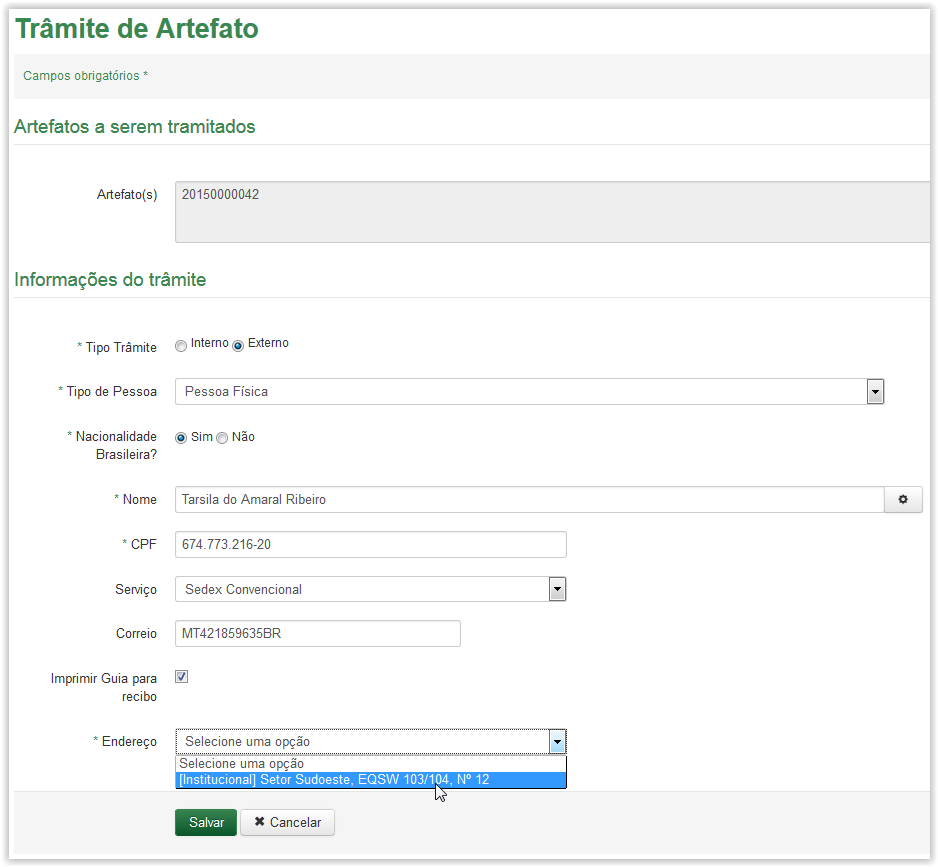 Trâmite de Artefato
Campos obrigatórios *
Artefatos a serem tramitados
Artefato(s) 20150000042
Informações do trâmite
* Tipo Trâmite Interno Externo
* Tipo de Pessoa Pessoa Física
* Nacionalidade Sim Não
Brasileira?
* Nome Tarsila do Amaral Ribeiro
* CPF 674.773.216-20
Serviço Sedex Convencional
Correio MT421859635BR
Imprimir Guia para
recibo
* Endereço Selecione uma opção
Selecione uma opção
[Institucional] Setor Sudoeste, EQSW 103/104, Nº 12
Salvar ✖ Cancelar